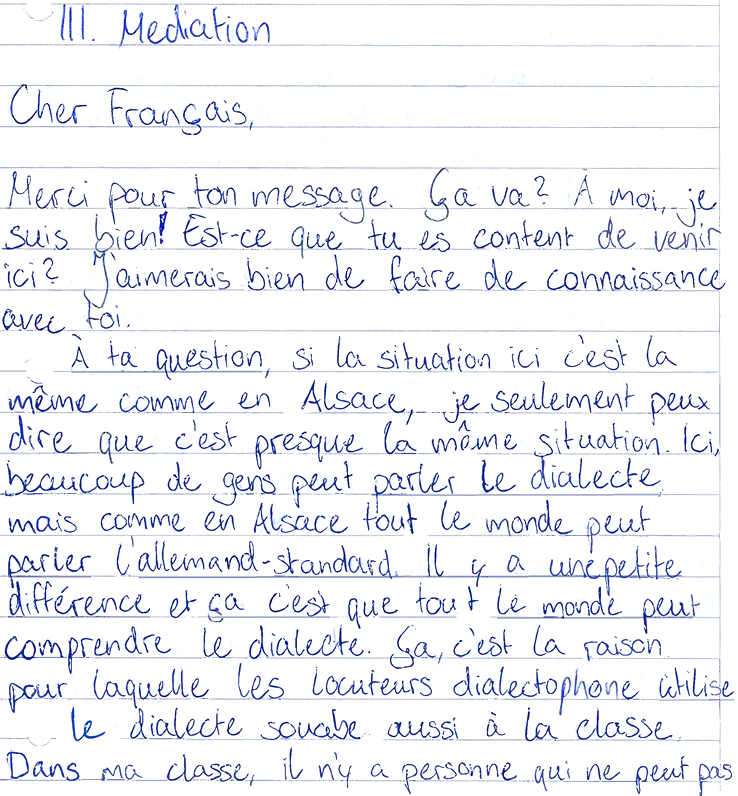 III. Mediation
Cher Français,
Merci pour ton message. Ça va? À moi, je
suis bien! Est-ce que tu es content de venir
ici? J'aimerais bien de faire de connaissance
avec toi.
À ta question, si la situation ici c'est la
même comme en Alsace, je seulement peux
dire que c'est presque la même situation. Ici,
beaucoup de gens peut parler le dialecte,
mais comme en Alsace tout le monde peut
parler l'allemand-standard. Il y a une petite
différence et ça c'est que tout le monde peut
comprendre le dialecte. Ça, c'est la raison
pour laquelle les locuteurs dialectophone utilise
le dialecte souabe aussi à la classe.
Dans ma classe, il n'y a personne qui ne peut pas